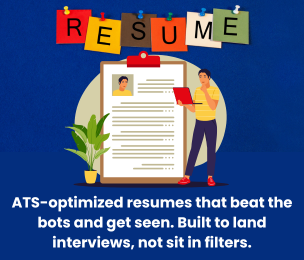 RESUME
ATS-optimized resumes that beat the
bots and get seen. Built to land
interviews, not sit in filters.